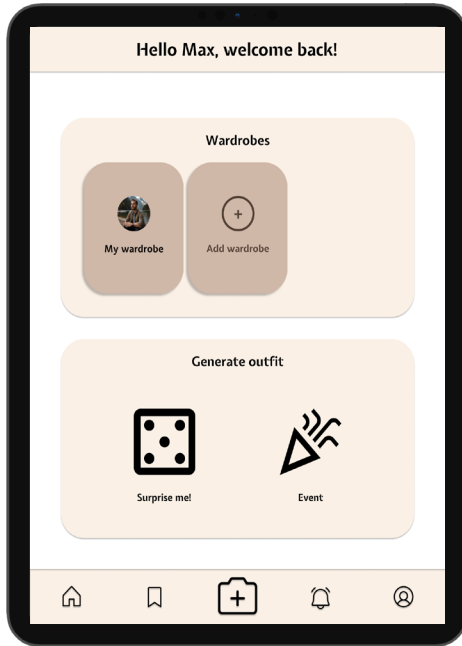 Hello Max, welcome back!
Wardrobes
My wardrobe
Add wardrobe
Generate outfit
Surprise me!
Event